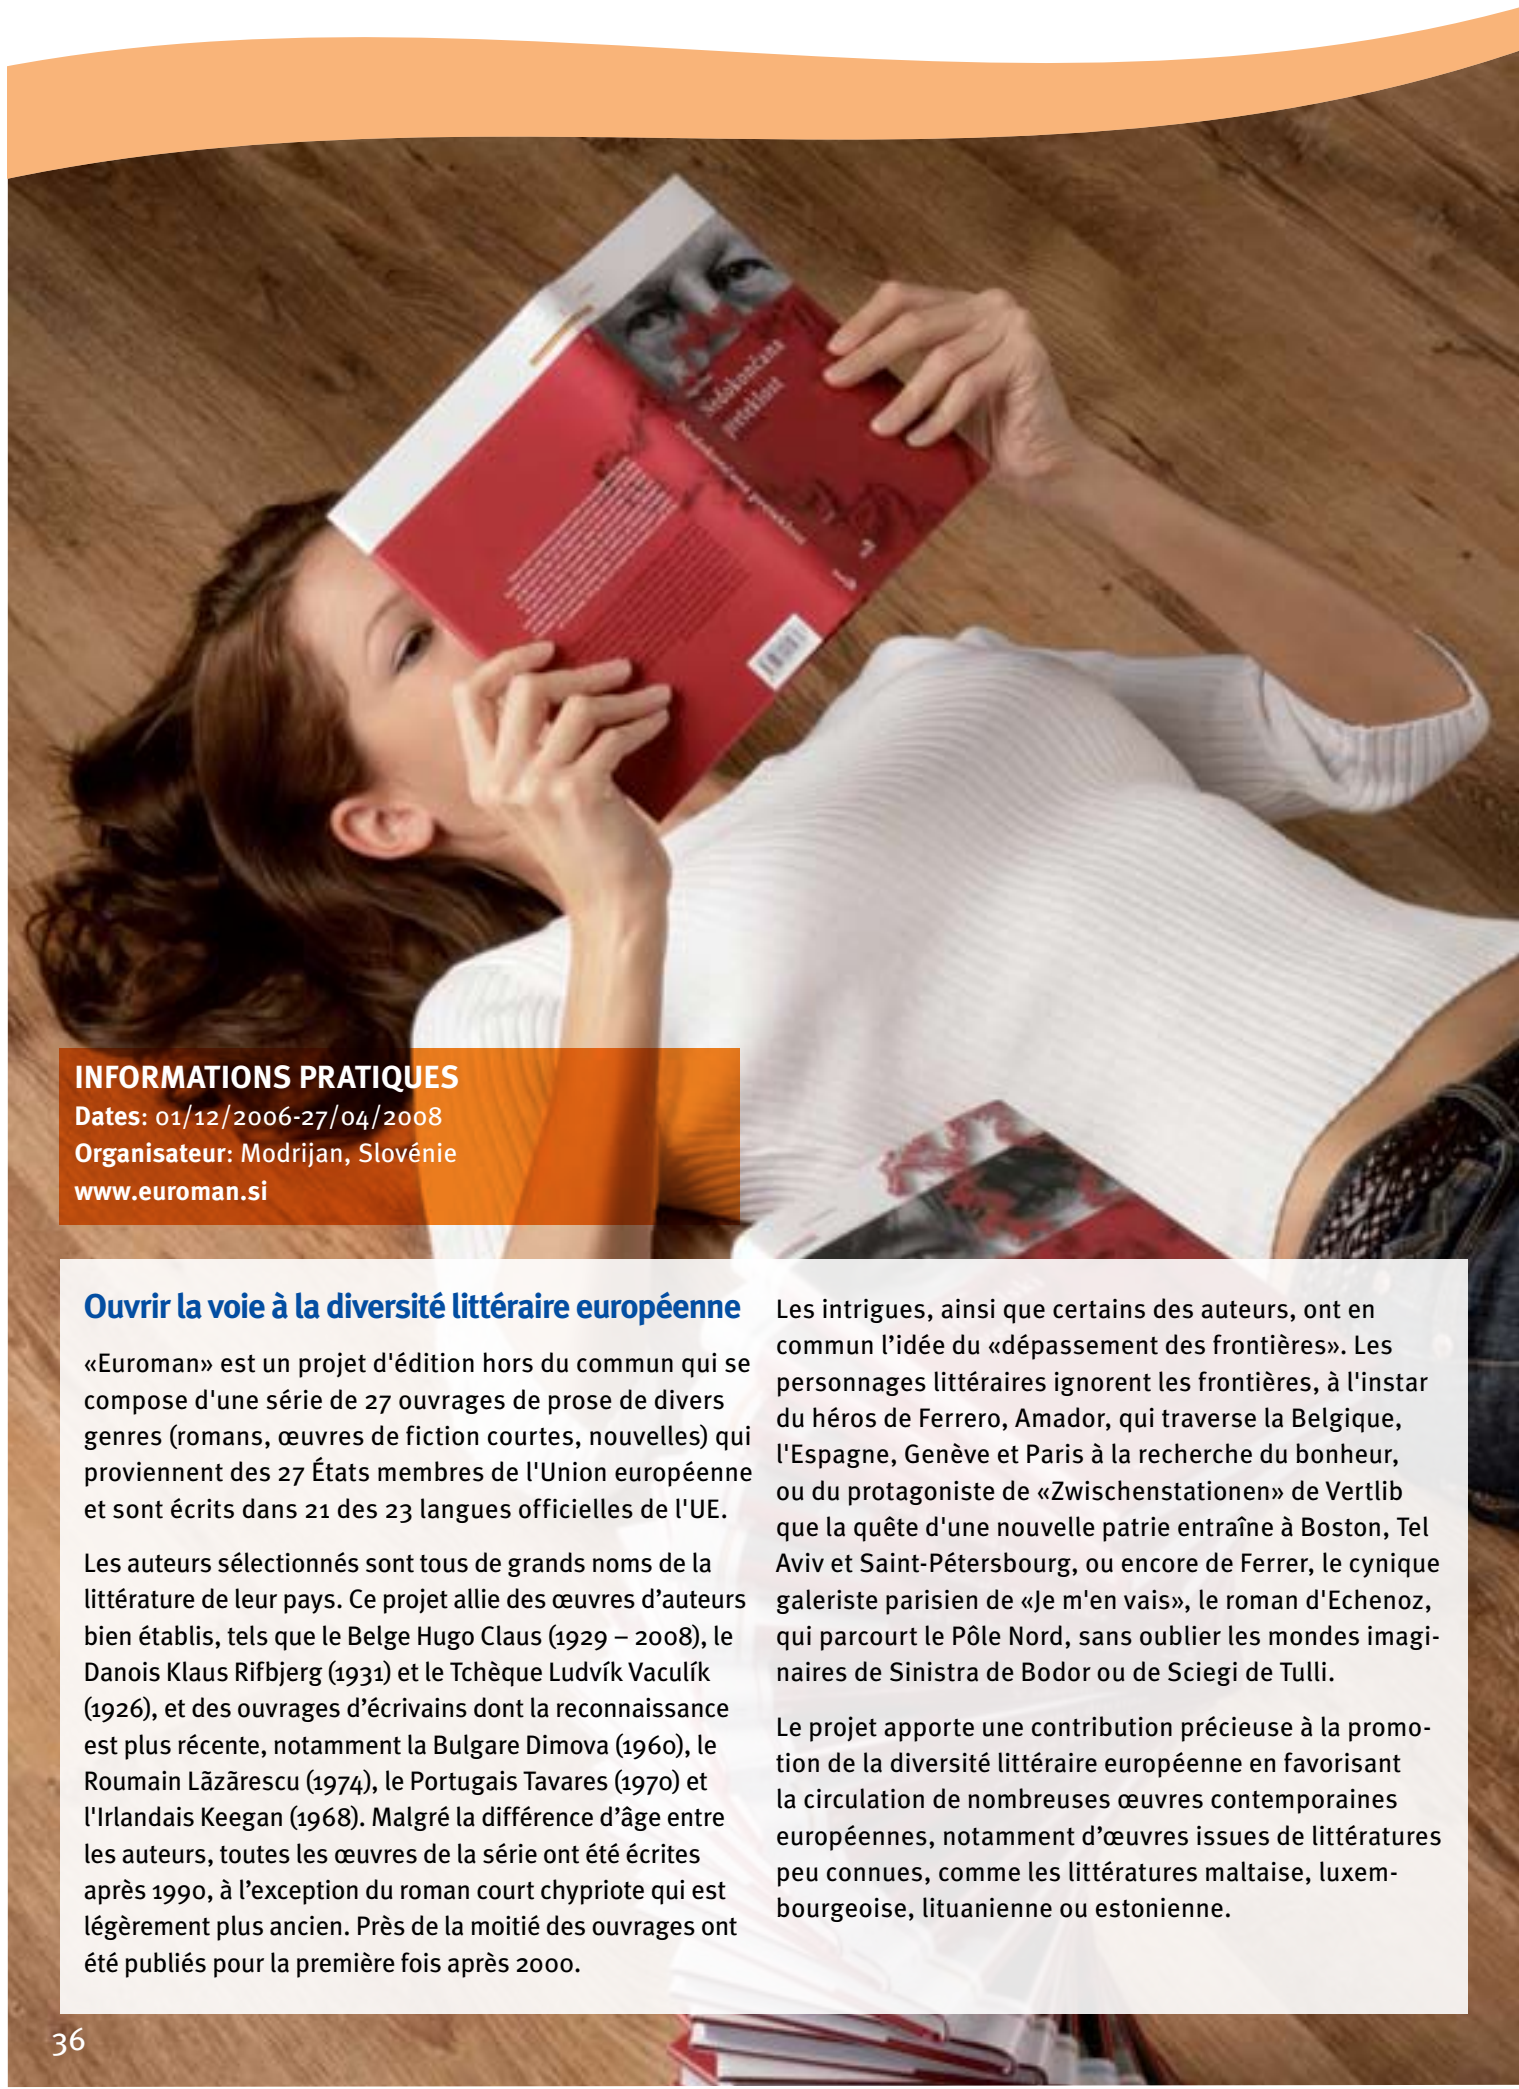 Nedokončana
preteklost
Nedokončana preteklost
INFORMATIONS PRATIQUES
Dates: 01/12/2006-27/04/2008
Organisateur: Modrijan, Slovénie
www.euroman.si
Ouvrir la voie à la diversité littéraire européenne
«Euroman» est un projet d'édition hors du commun qui se
compose d'une série de 27 ouvrages de prose de divers
genres (romans, œuvres de fiction courtes, nouvelles) qui
proviennent des 27 États membres de l'Union européenne
et sont écrits dans 21 des 23 langues officielles de l'UE.
Les auteurs sélectionnés sont tous de grands noms de la
littérature de leur pays. Ce projet allie des œuvres d’auteurs
bien établis, tels que le Belge Hugo Claus (1929 – 2008), le
Danois Klaus Rifbjerg (1931) et le Tchèque Ludvík Vaculík
(1926), et des ouvrages d’écrivains dont la reconnaissance
est plus récente, notamment la Bulgare Dimova (1960), le
Roumain Lãzãrescu (1974), le Portugais Tavares (1970) et
l'Irlandais Keegan (1968). Malgré la différence d’âge entre
les auteurs, toutes les œuvres de la série ont été écrites
après 1990, à l’exception du roman court chypriote qui est
légèrement plus ancien. Près de la moitié des ouvrages ont
été publiés pour la première fois après 2000.
Les intrigues, ainsi que certains des auteurs, ont en
commun l’idée du «dépassement des frontières». Les
personnages littéraires ignorent les frontières, à l'instar
du héros de Ferrero, Amador, qui traverse la Belgique,
l'Espagne, Genève et Paris à la recherche du bonheur,
ou du protagoniste de «Zwischenstationen» de Vertlib
que la quête d'une nouvelle patrie entraîne à Boston, Tel
Aviv et Saint-Pétersbourg, ou encore de Ferrer, le cynique
galeriste parisien de «Je m'en vais», le roman d'Echenoz,
qui parcourt le Pôle Nord, sans oublier les mondes imagi-
naires de Sinistra de Bodor ou de Sciegi de Tulli.
Le projet apporte une contribution précieuse à la promo-
tion de la diversité littéraire européenne en favorisant
la circulation de nombreuses œuvres contemporaines
européennes, notamment d’œuvres issues de littératures
peu connues, comme les littératures maltaise, luxem-
bourgeoise, lituanienne ou estonienne.
36